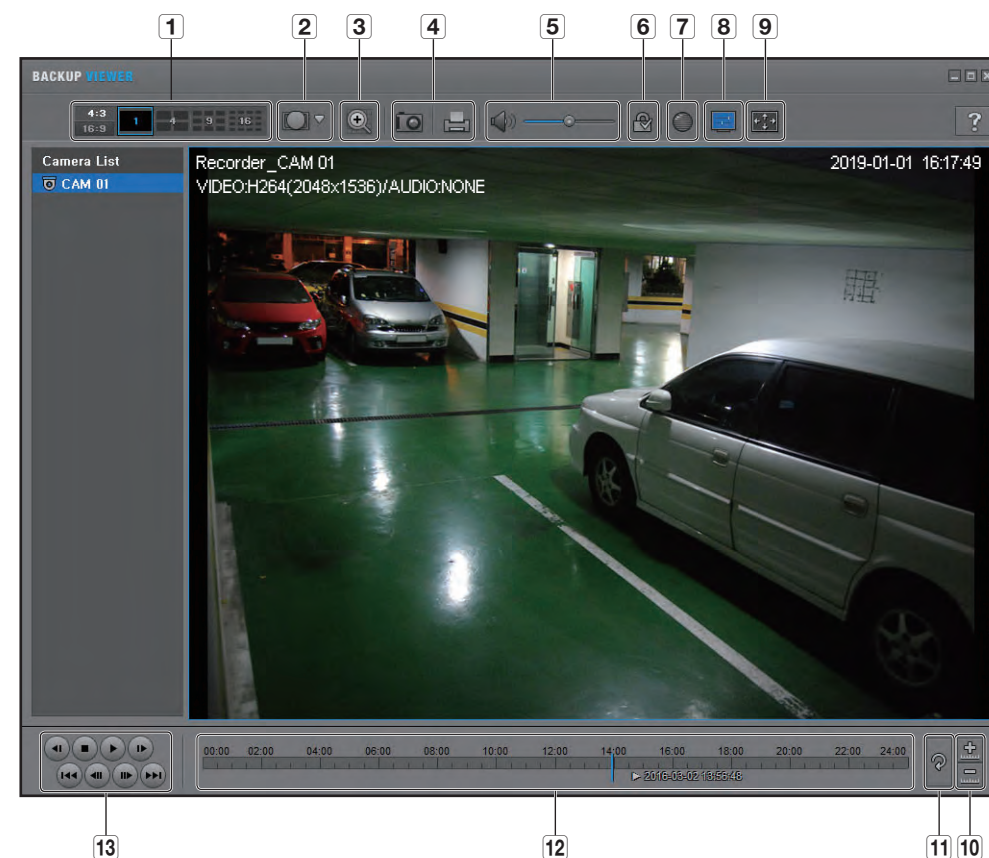 1 2 3 4 5 6 7 8 9
BACKUP VIEWER
4:3
16:9
1 4 9 16
?
Camera List
CAM 01
Recorder_CAM 01
2019-01-01 16:17:49
VIDEO:H264(2048x1536)/AUDIO:NONE
00:00 02:00 04:00 06:00 08:00 10:00 12:00 14:00 16:00 18:00 20:00 22:00 24:00
2016-03-02 13:58:48
13 12 11 10